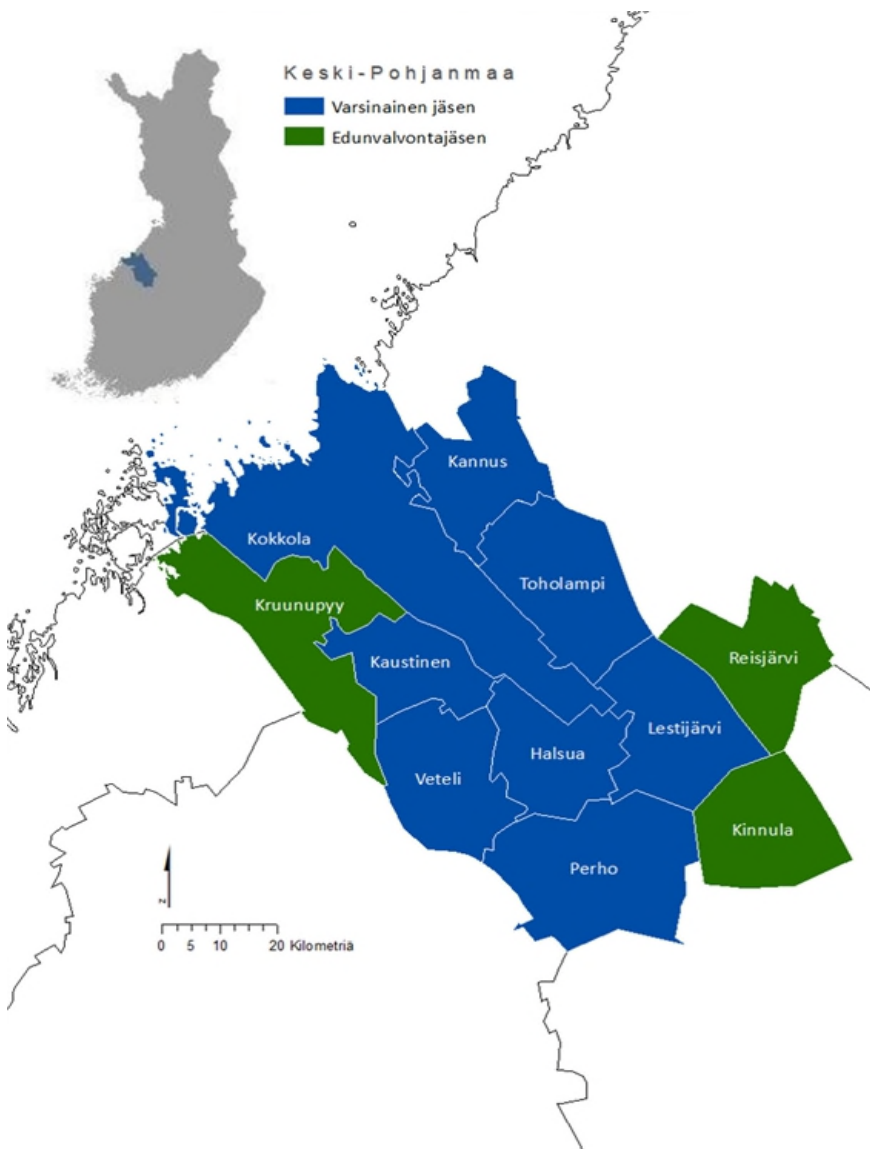 Keski-Pohjanmaa
Varsinainen jäsen
Edunvalvontajäsen
Kannus
Kokkola
Toholampi
Kruunupyy
Kaustinen
Reisjärvi
Lestijärvi
Halsua
Veteli
Kinnula
Perho
N
0 5 10 20 Kilometriä